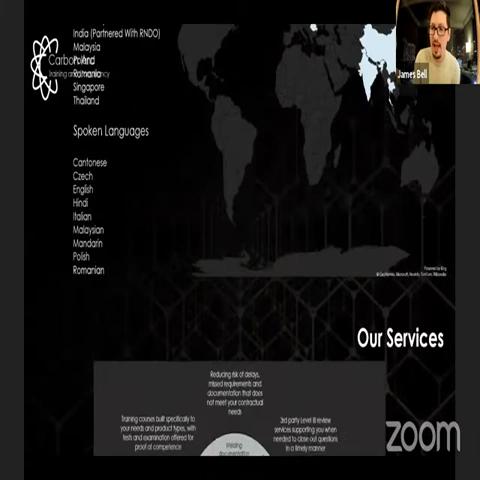 India (Partnered With RNDO)
Malaysia
Poland
Romania
Singapore
Thailand
Spoken Languages
Cantonese
Czech
English
Hindi
Italian
Malaysian
Mandarin
Polish
Romanian
James Bell
Powered by Bing
Our Services
Reducing risk of delays,
missed requirements and
documentation that does
not meet your contractual
needs
Training courses built specifically to
your needs and product types, with
tests and examination offered for
proof of competence
3rd party Level III review
services supporting you when
needed to close out questions
in a timely manner
zoom